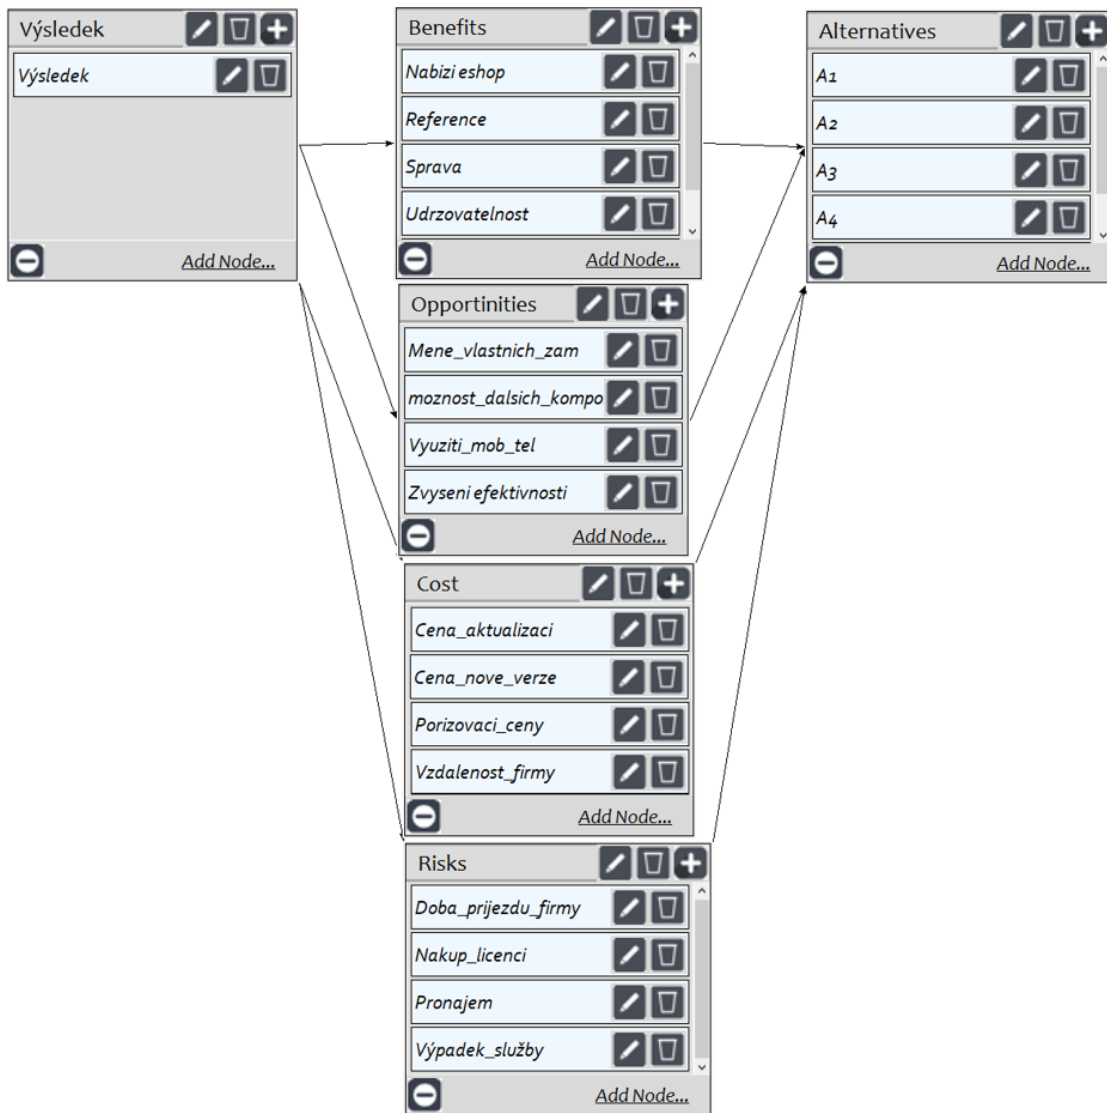 Výsledek
Výsledek
Add Node...
Benefits
Nabizi eshop
Reference
Sprava
Udrzovatelnost
Add Node...
Opportinities
Mene_vlastnich_zam
moznost_dalsich_kompo
Vyuziti_mob_tel
Zvyseni efektivnosti
Add Node...
Cost
Cena_aktualizaci
Cena_nove_verze
Porizovaci_ceny
Vzdalenost_firmy
Add Node...
Risks
Doba_prijezdu_firmy
Nakup_licenci
Pronajem
Výpadek_služby
Add Node...
Alternatives
A1
A2
A3
A4
Add Node...